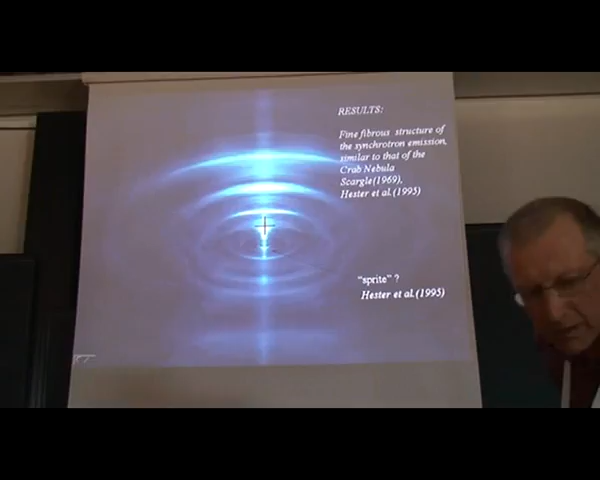 RESULTS:
Fine fibrous structure of
the synchrotron emission,
similar to that of the
Crab Nebula
Scargle(1969),
Hester et al.(1995)
“sprite” ?
Hester et al.(1995)